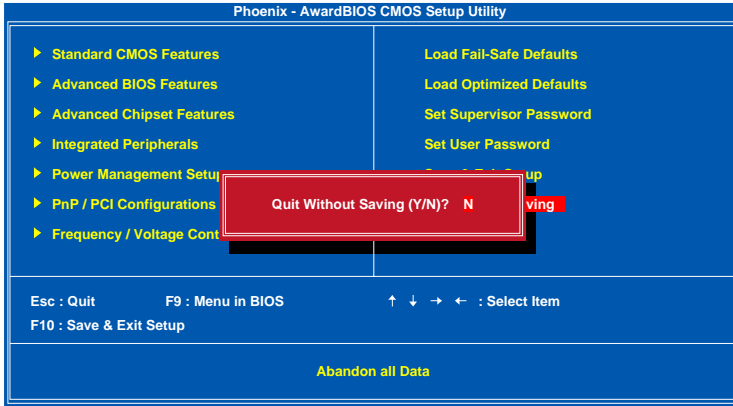 Phoenix - AwardBIOS CMOS Setup Utility
Standard CMOS Features
Advanced BIOS Features
Advanced Chipset Features
Integrated Peripherals
Power Management Setup
PnP / PCI Configurations
Frequency / Voltage Cont
Load Fail-Safe Defaults
Load Optimized Defaults
Set Supervisor Password
Set User Password
up
ving
Quit Without Saving (Y/N)? N
Esc : Quit F9 : Menu in BIOS ↑ ↓ → ← : Select Item
F10 : Save & Exit Setup
Abandon all Data